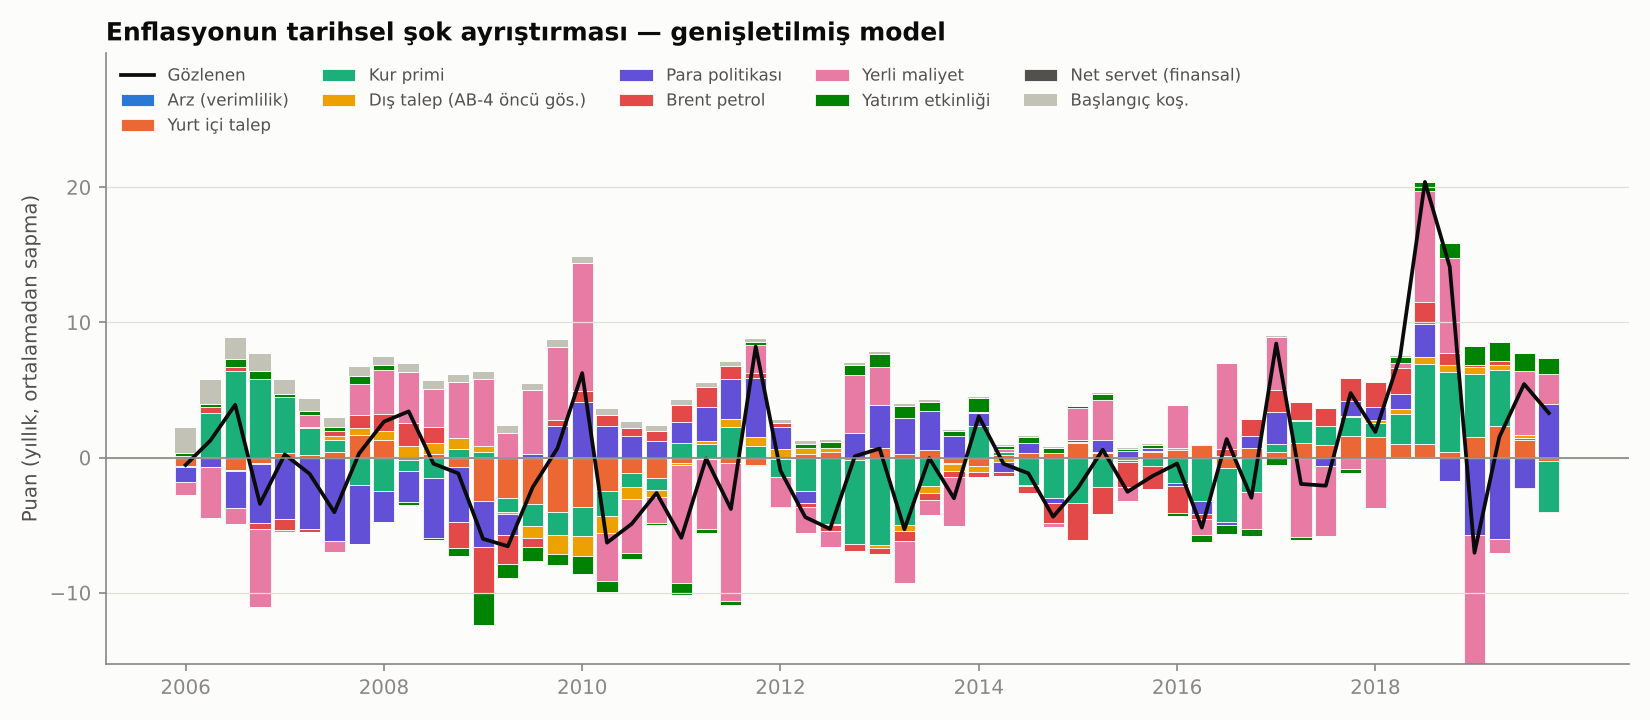 Enflasyonun tarihsel şok ayrıştırması — genişletilmiş model
Gözlenen
Arz (verimlilik)
Yurt içi talep
Kur primi
Dış talep (AB-4 öncü gös.)
Para politikası
Brent petrol
Yerli maliyet
Yatırım etkinliği
Net servet (finansal)
Başlangıç koş.
Puan (yıllık, ortalamadan sapma)
20
10
0
−10
2006 2008 2010 2012 2014 2016 2018